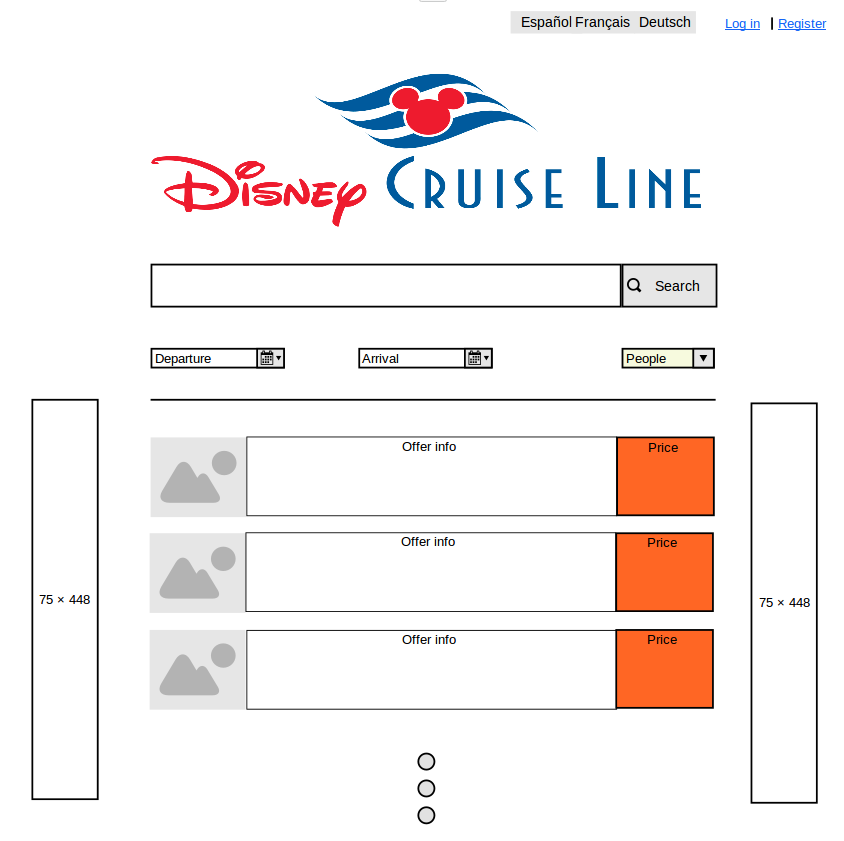 Español Français Deutsch
Log in | Register
Disney Cruise Line
Search
Departure
Arrival
People
Offer info
Price
Offer info
Price
75 × 448
75 × 448
Offer info
Price